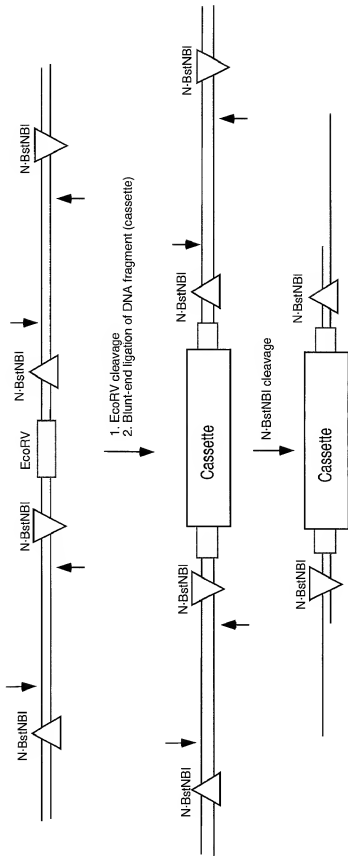 N·BstNBI
N·BstNBI
EcoRV
N·BstNBI
N·BstNBI
1. EcoRV cleavage
2. Blunt-end ligation of DNA fragment (cassette)
N·BstNBI
N·BstNBI
Cassette
N·BstNBI
N·BstNBI
N·BstNBI cleavage
N·BstNBI
Cassette
N·BstNBI